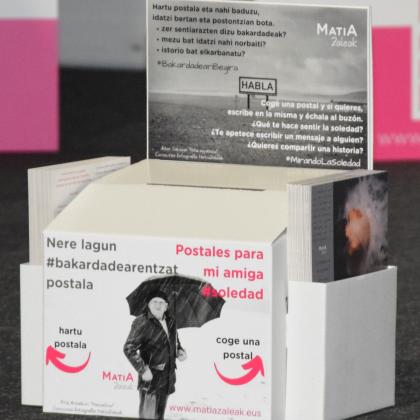 Hartu postala eta nahi baduzu,
idatzi bertan eta postontzian bota.
• zer sentiarazten dizu bakardadeak?
• mezu bat idatzi nahi norbaiti?
• istorio bat elkarbanatu?
#BakardadeariBegira
MATIA
Zaleak
HABLA
Coge una postal y si quieres,
escribe en la misma y échala al buzón.
¿Qué te hace sentir la soledad?
¿Te apetece escribir un mensaje a alguien?
¿Quieres compartir una historia?
#MirandoLaSoledad
Nere lagun
#bakardadearentzat
postala
Postales para
mi amiga
#soledad
hartu
postala
coge una
postal
MATIA
Zaleak
www.matiazaleak.eus